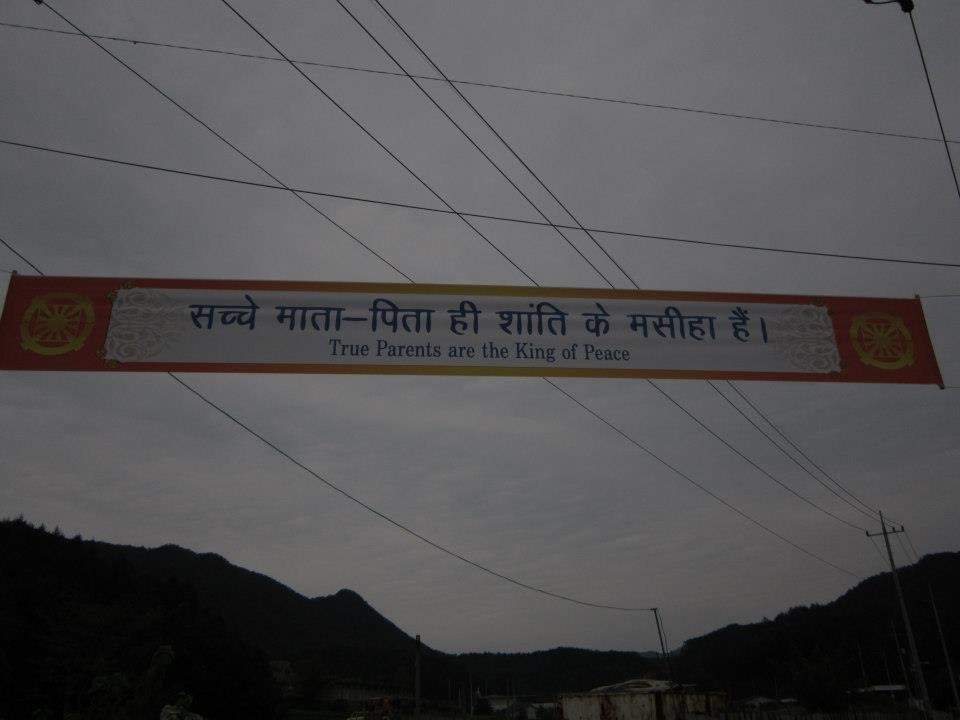 सच्चे माता–पिता ही शांति के मसीहा हैं।
True Parents are the King of Peace